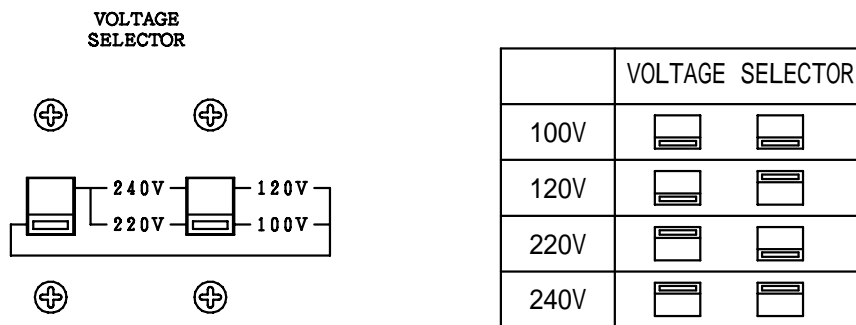 VOLTAGE
SELECTOR
240V
120V
220V
100V
VOLTAGE SELECTOR
100V
120V
220V
240V